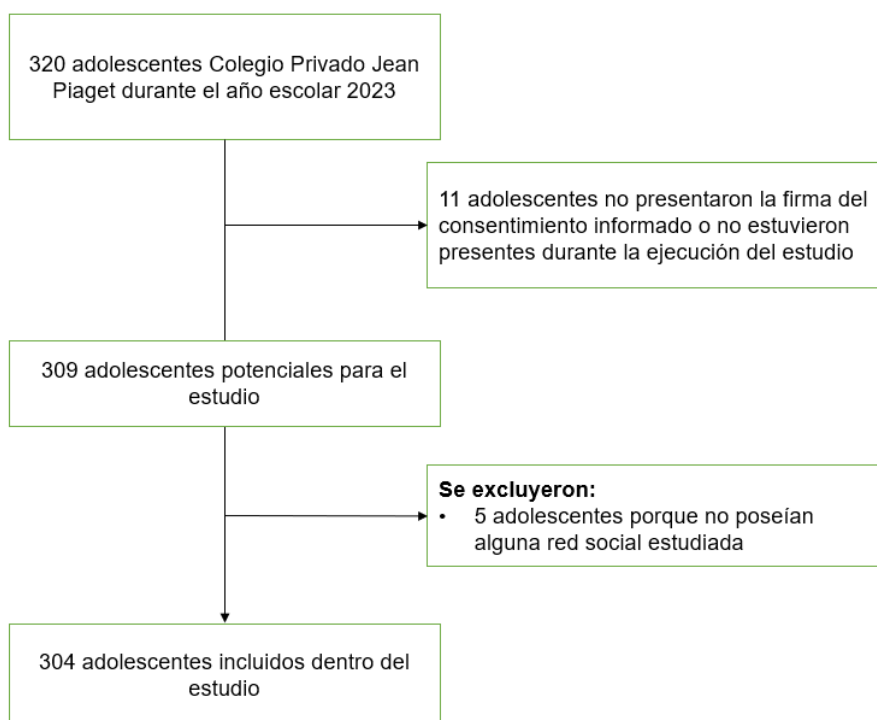 320 adolescentes Colegio Privado Jean
Piaget durante el año escolar 2023
11 adolescentes no presentaron la firma del
consentimiento informado o no estuvieron
presentes durante la ejecución del estudio
309 adolescentes potenciales para el
estudio
Se excluyeron:
• 5 adolescentes porque no poseían
alguna red social estudiada
304 adolescentes incluidos dentro del
estudio